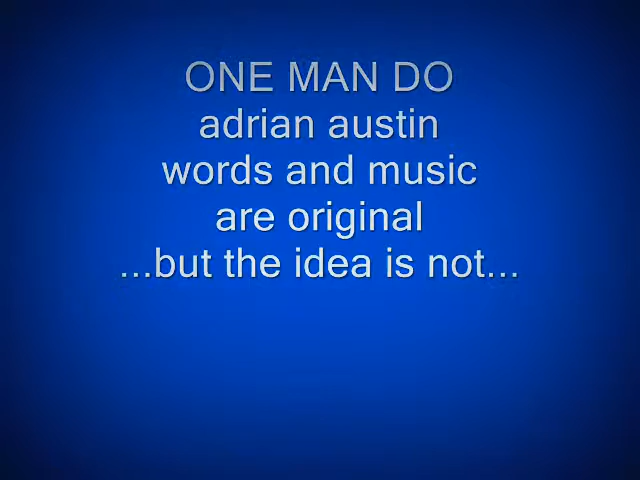 ONE MAN DO
adrian austin
words and music
are original
...but the idea is not...